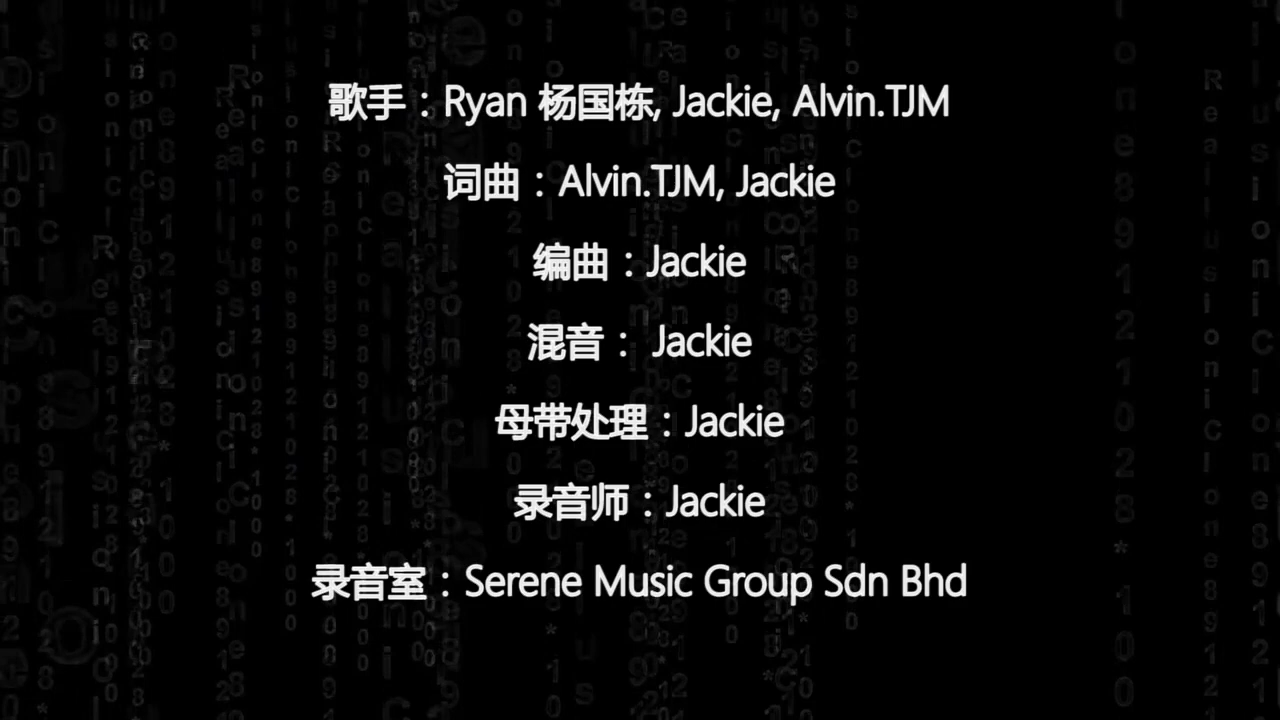 歌手：Ryan 杨国栋, Jackie, Alvin.TJM
词曲：Alvin.TJM, Jackie
编曲：Jackie
混音： Jackie
母带处理：Jackie
录音师：Jackie
录音室：Serene Music Group Sdn Bhd